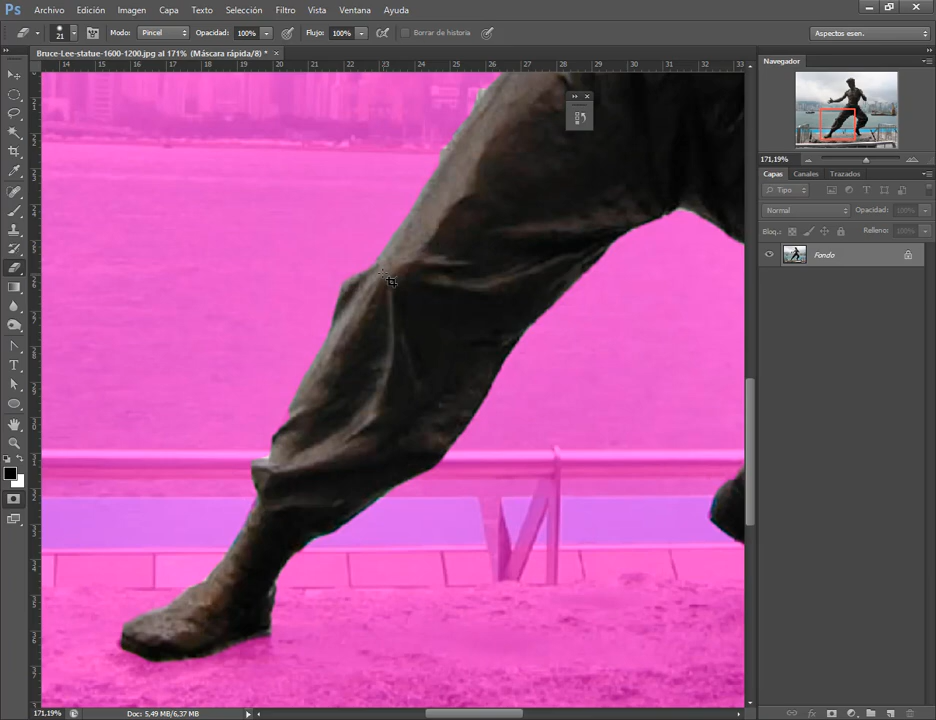 Ps Archivo Edición Imagen Capa Texto Selección Filtro Vista Ventana Ayuda
21 Modo: Pincel Opacidad: 100% Flujo: 100% Borrar de historia Aspectos esen.
Bruce-Lee-statue-1600-1200.jpg al 171% (Máscara rápida/8) * ×
14 15 16 17 18 19 20 21 22 23 24 25 26 27 28 29 30 31 32
Navegador
171,19%
Capas Canales Trazados
Tipo
Normal Opacidad: 100%
Bloq.: Relleno: 100%
Fondo
171,19% Doc: 5,49 MB/6,37 MB